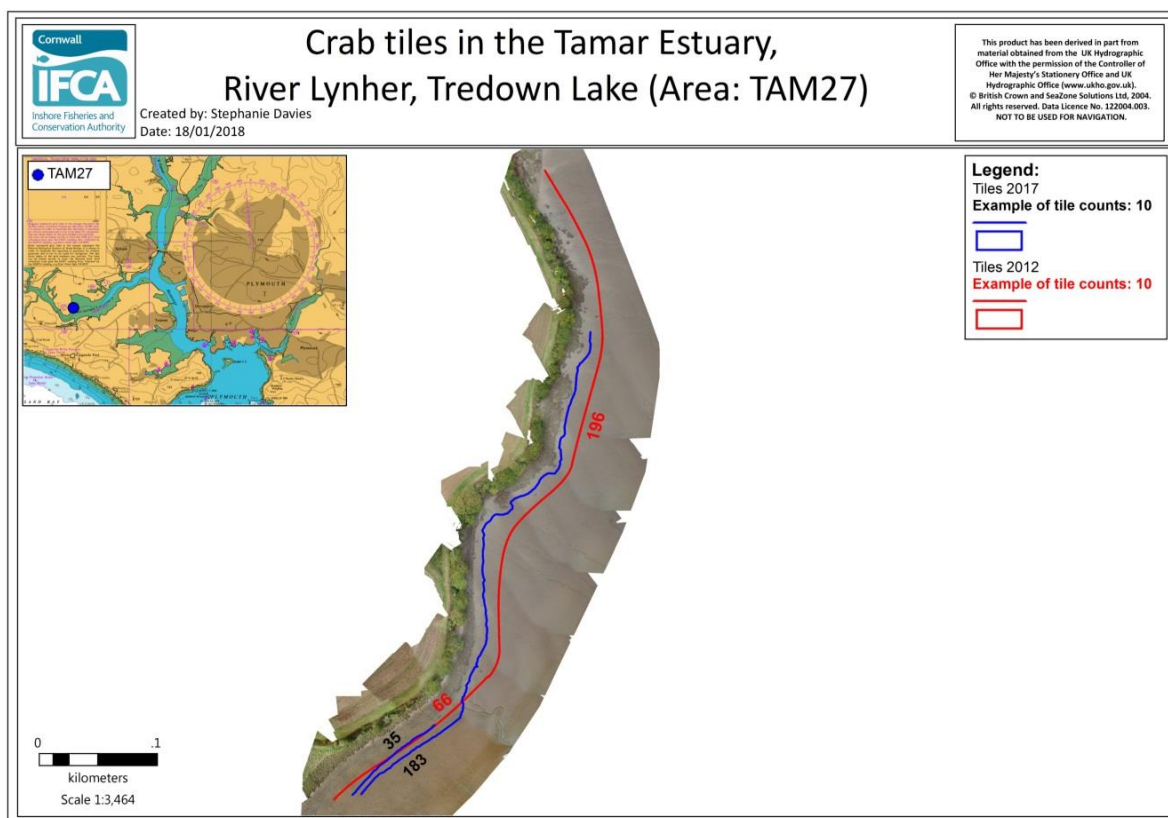 Cornwall
IFCA
Inshore Fisheries and
Conservation Authority
Crab tiles in the Tamar Estuary,
River Lynher, Tredown Lake (Area: TAM27)
Created by: Stephanie Davies
Date: 18/01/2018
This product has been derived in part from
material obtained from the UK Hydrographic
Office with the permission of the Controller of
Her Majesty's Stationery Office and UK
Hydrographic Office (www.ukho.gov.uk).
© British Crown and SeaZone Solutions Ltd, 2004.
All rights reserved. Data Licence No. 122004.003.
NOT TO BE USED FOR NAVIGATION.
TAM27
PLYMOUTH
PLYMOUTH
Legend:
Tiles 2017
Example of tile counts: 10
Tiles 2012
Example of tile counts: 10
196
66
35
183
0 .1
kilometers
Scale 1:3,464